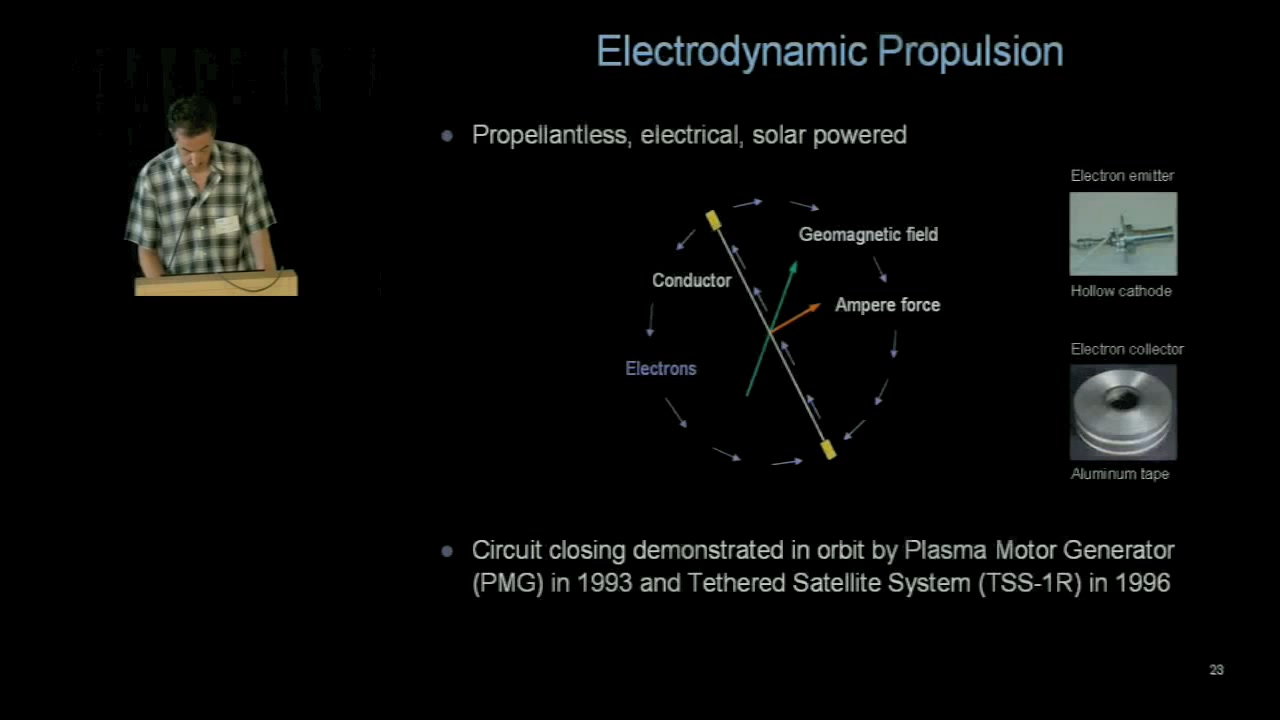 Electrodynamic Propulsion
Propellantless, electrical, solar powered
Electron emitter
Geomagnetic field
Conductor
Hollow cathode
Ampere force
Electron collector
Electrons
Aluminum tape
Circuit closing demonstrated in orbit by Plasma Motor Generator
(PMG) in 1993 and Tethered Satellite System (TSS-1R) in 1996
23